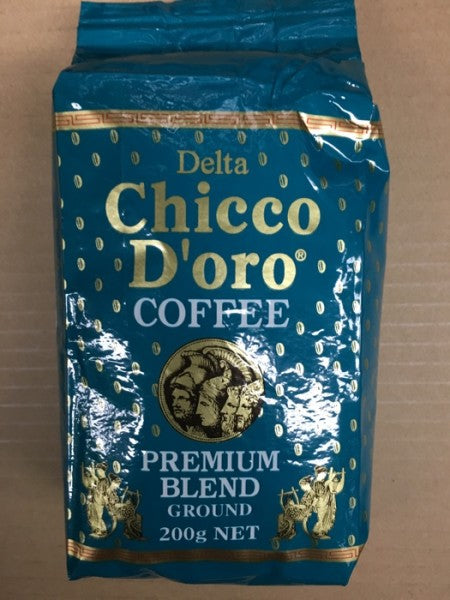 Delta
Chicco
D'oro®
COFFEE
PREMIUM
BLEND
GROUND
200g NET